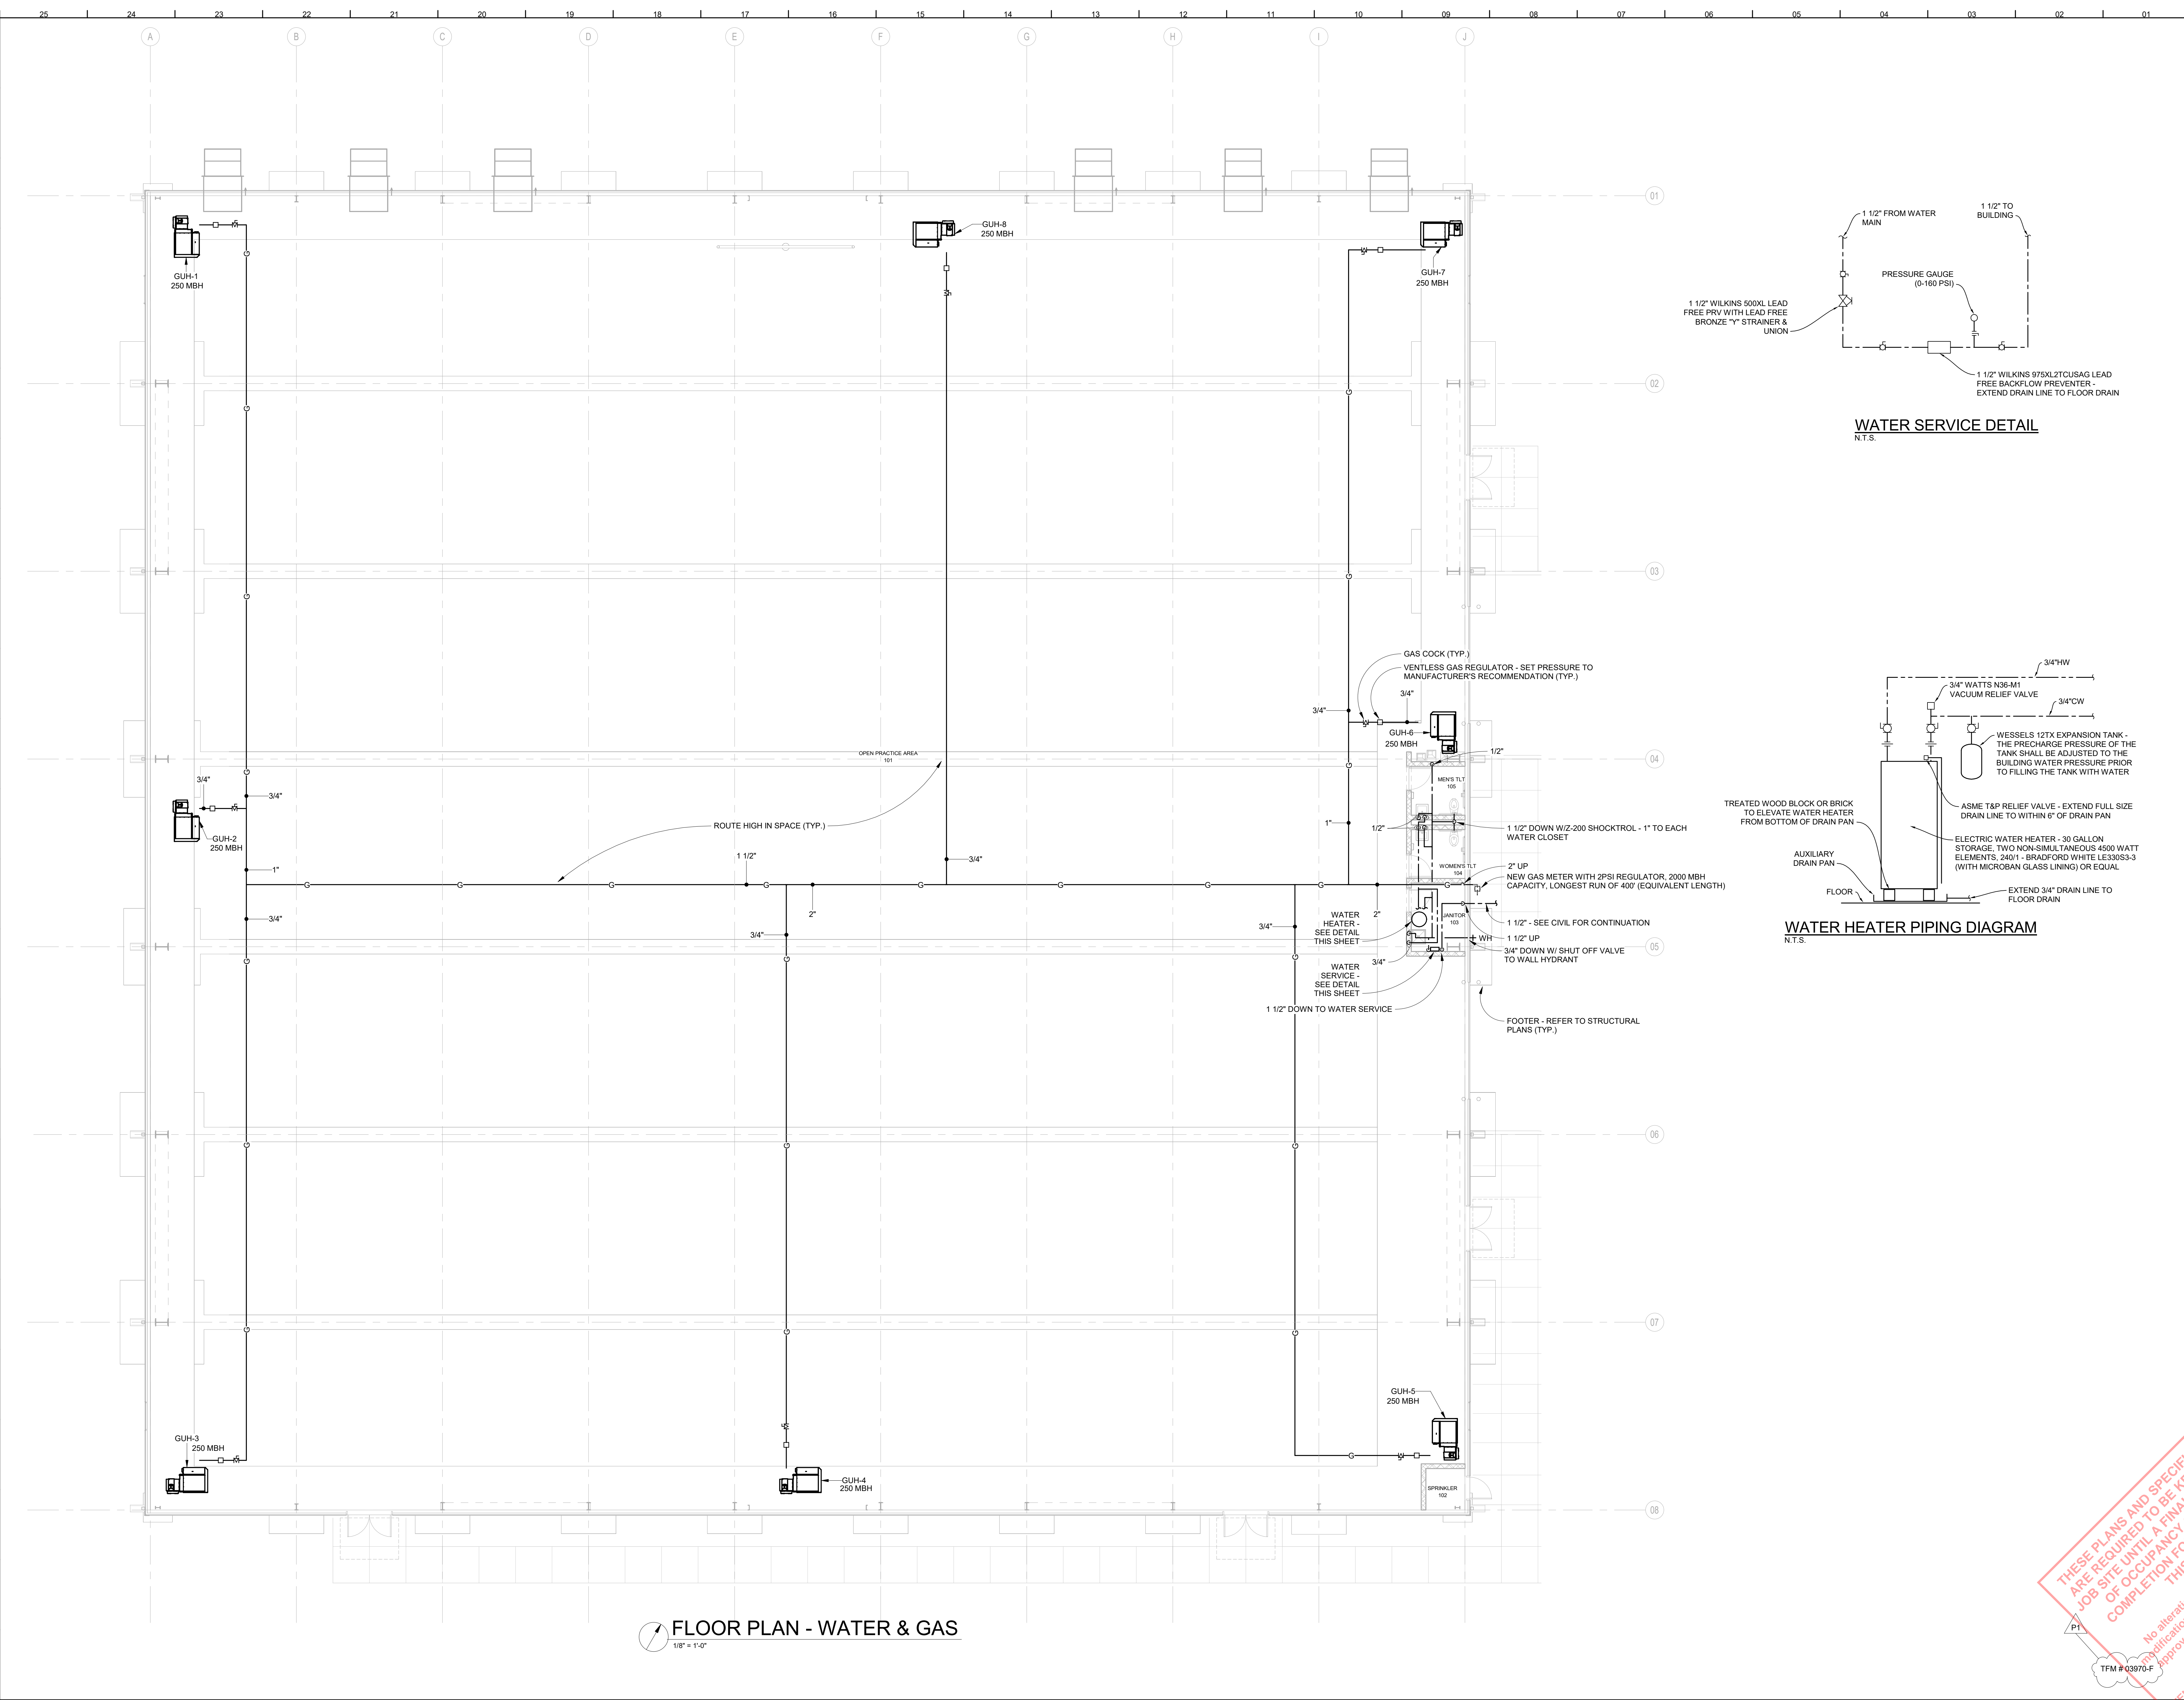 25 24 23 22 21 20 19 18 17 16 15 14 13 12 11 10 09 08 07 06 05 04 03 02 01
A B C D E F G H I J
01
02
03
04
05
06
07
08
GUH-1
250 MBH
GUH-8
250 MBH
GUH-7
250 MBH
G
G
G
G
G
G
G
3/4"
3/4"
GUH-2
250 MBH
1"
3/4"
OPEN PRACTICE AREA
101
ROUTE HIGH IN SPACE (TYP.)
1 1/2"
3/4"
G G G G G G G G G
2"
2"
3/4"
3/4"
GAS COCK (TYP.)
VENTLESS GAS REGULATOR - SET PRESSURE TO
MANUFACTURER'S RECOMMENDATION (TYP.)
3/4"
3/4"
GUH-6
250 MBH
1/2"
MEN'S TLT
105
1"
1/2"
1 1/2" DOWN W/Z-200 SHOCKTROL - 1" TO EACH
WATER CLOSET
WOMEN'S TLT
104
2" UP
NEW GAS METER WITH 2PSI REGULATOR, 2000 MBH
CAPACITY, LONGEST RUN OF 400' (EQUIVALENT LENGTH)
WATER
HEATER -
SEE DETAIL
THIS SHEET
JANITOR
103
1 1/2" - SEE CIVIL FOR CONTINUATION
1 1/2" UP
WH
3/4" DOWN W/ SHUT OFF VALVE
TO WALL HYDRANT
3/4"
WATER
SERVICE -
SEE DETAIL
THIS SHEET
1 1/2" DOWN TO WATER SERVICE
FOOTER - REFER TO STRUCTURAL
PLANS (TYP.)
G
G
G
G
G
G
G
G
G
G
GUH-5
250 MBH
GUH-3
250 MBH
GUH-4
250 MBH
SPRINKLER
102
FLOOR PLAN - WATER & GAS
1/8" = 1'-0"
1 1/2" FROM WATER
MAIN
1 1/2" TO
BUILDING
PRESSURE GAUGE
(0-160 PSI)
1 1/2" WILKINS 500XL LEAD
FREE PRV WITH LEAD FREE
BRONZE "Y" STRAINER &
UNION
1 1/2" WILKINS 975XL2TCUSAG LEAD
FREE BACKFLOW PREVENTER -
EXTEND DRAIN LINE TO FLOOR DRAIN
WATER SERVICE DETAIL
N.T.S.
3/4"HW
3/4" WATTS N36-M1
VACUUM RELIEF VALVE
3/4"CW
WESSELS 12TX EXPANSION TANK -
THE PRECHARGE PRESSURE OF THE
TANK SHALL BE ADJUSTED TO THE
BUILDING WATER PRESSURE PRIOR
TO FILLING THE TANK WITH WATER
TREATED WOOD BLOCK OR BRICK
TO ELEVATE WATER HEATER
FROM BOTTOM OF DRAIN PAN
ASME T&P RELIEF VALVE - EXTEND FULL SIZE
DRAIN LINE TO WITHIN 6" OF DRAIN PAN
ELECTRIC WATER HEATER - 30 GALLON
STORAGE, TWO NON-SIMULTANEOUS 4500 WATT
ELEMENTS, 240/1 - BRADFORD WHITE LE330S3-3
(WITH MICROBAN GLASS LINING) OR EQUAL
AUXILIARY
DRAIN PAN
FLOOR
EXTEND 3/4" DRAIN LINE TO
FLOOR DRAIN
WATER HEATER PIPING DIAGRAM
N.T.S.
THESE PLANS AND SPECIFI
ARE REQUIRED TO BE KE
JOB SITE UNTIL A FINA
OF OCCUPANCY
COMPLETION FO
THIS
No alterati
modificatio
approv
P1
TFM # 03970-F